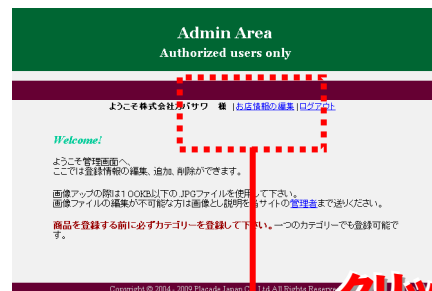 Admin Area
Authorized users only
ようこそ株式会社カバサワ 様 |お店情報の編集|ログアウト
Welcome!
ようこそ管理画面へ。
ここでは登録情報の編集、追加、削除ができます。
画像アップの際は100KB以下の.JPGファイルを使用して下さい。
画像ファイルの編集が不可能な方は画像とし説明を当サイトの管理者まで送りください。
商品を登録する前に必ずカテゴリーを登録して下さい。一つのカテゴリーでも登録可能で
す。
Copyright © 2004 - 2009 Placade Japan Co. Ltd All Rights Reserved